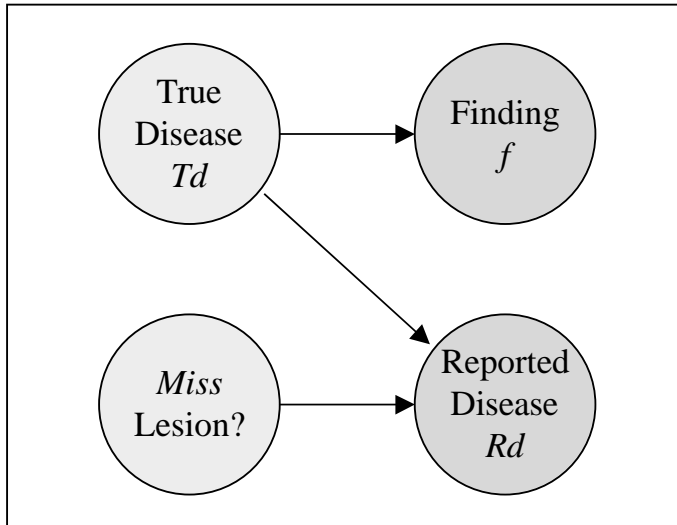 True
Disease
Td
Finding
f
Miss
Lesion?
Reported
Disease
Rd